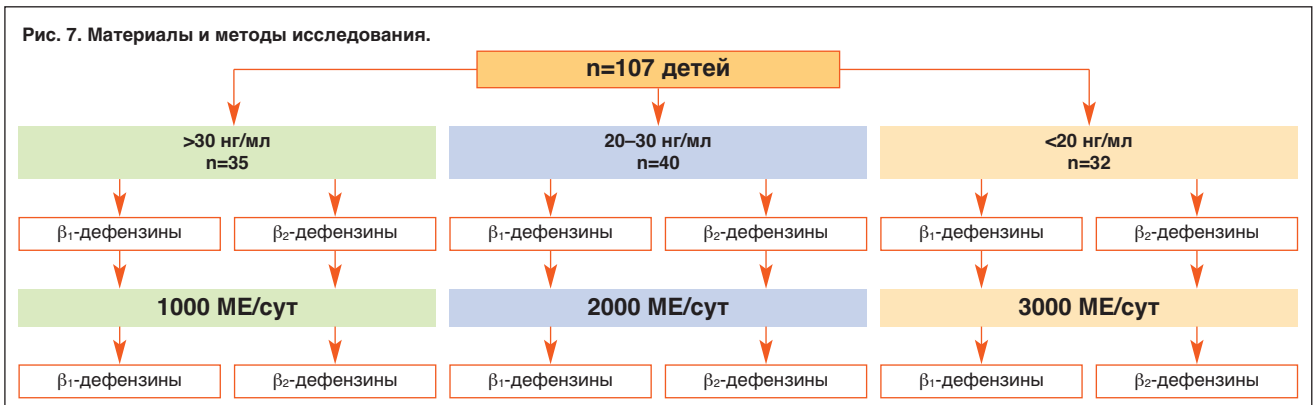 Рис. 7. Материалы и методы исследования.
n=107 детей
>30 нг/мл
n=35
20–30 нг/мл
n=40
<20 нг/мл
n=32
β₁-дефензины
β₂-дефензины
β₁-дефензины
β₂-дефензины
β₁-дефензины
β₂-дефензины
1000 МЕ/сут
2000 МЕ/сут
3000 МЕ/сут
β₁-дефензины
β₂-дефензины
β₁-дефензины
β₂-дефензины
β₁-дефензины
β₂-дефензины